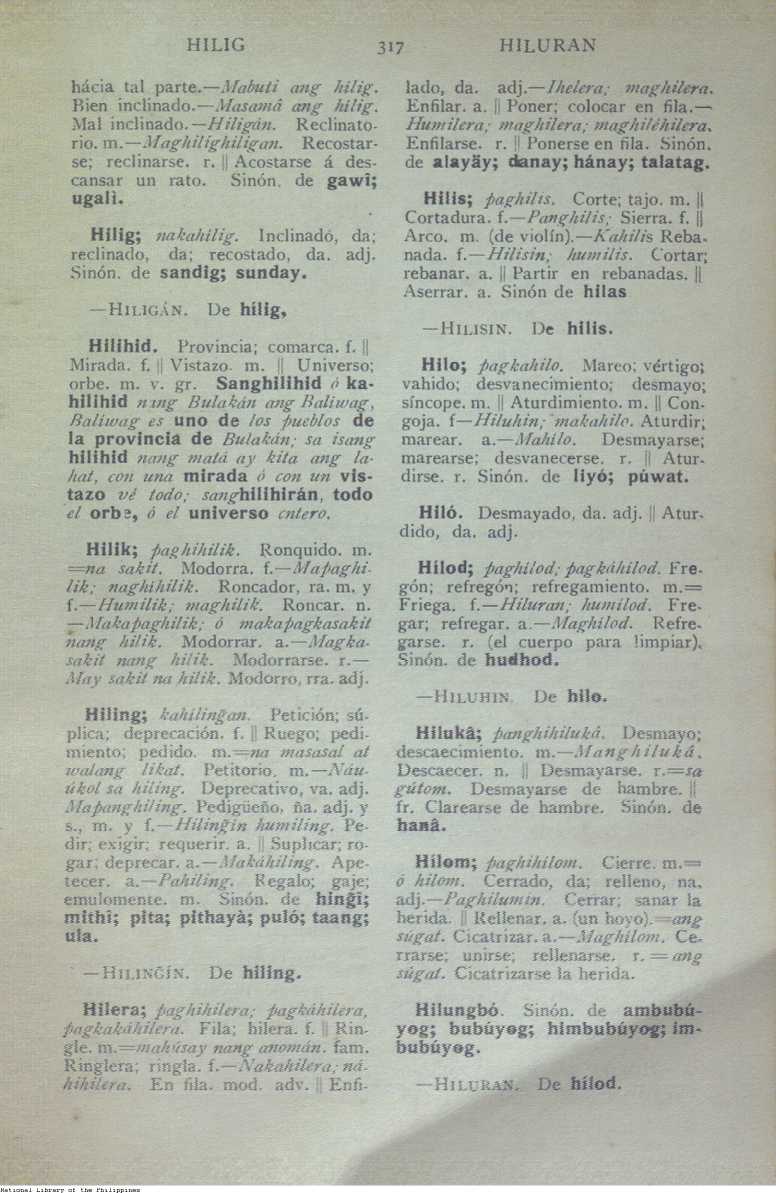 HILIG 317 HILURAN
hácia tal parte.—Mabuti ang hilig.
Bien inclinado.—Masamâ ang hilig.
Mal inclinado.—Hiligán. Reclinato-
rio. m.—Maghilighiligan. Recostar-
se; reclinarse. r. || Acostarse á des-
cansar un rato. Sinón. de gawî;
ugali.
Hilig; nakahilig. Inclinadó, da;
reclinado, da; recostado, da. adj.
Sinón. de sandig; sunday.
—HILIGÁN. De hílig,
Hilihid. Provincia; comarca. f. ||
Mirada. f. || Vistazo. m. || Universo;
orbe. m. v. gr. Sanghilihid ó ka-
hilihid nang Bulakán ang Baliwag,
Baliwag es uno de los pueblos de
la provincia de Bulakán; sa isang
hilihid nang matá ay kita ang la-
hat, con una mirada ó con un vis-
tazo vé todo; sanghilihirán, todo
el orbe, ó el universo entero.
Hilik; paghihilik. Ronquido. m.
=na sakit. Modorra. f.—Mapaghi-
lik; naghihilik. Roncador, ra. m. y
f.—Humilik; maghilik. Roncar. n.
—Makapaghilik; ó makapagkasakit
nang hilik. Modorrar. a.—Magka-
sakit nang hilik. Modorrarse. r.—
May sakit na hilik. Modorro, rra. adj.
Hiling; kahilingan. Petición; sú-
plica; deprecación. f. || Ruego; pedi-
miento; pedido. m.=na masasal at
walang likat. Petitorio. m.—Náu-
úkol sa hiling. Deprecativo, va. adj.
Mapanghiling. Pedigüeño, ña. adj. y
s., m. y f.—Hilingin humiling. Pe-
dir; exigir; requerir. a. || Suplicar; ro-
gar; deprecar. a.—Makáhiling. Ape-
tecer. a.—Pahiling. Regalo; gaje;
emulomente. m. Sinón. de hingî;
mithî; pita; pithayà; puló; taang;
ula.
—HILINGÍN. De hiling.
Hilera; paghihilera; pagkáhilera,
pagkakáhilera. Fila; hilera. f. || Rin-
gle. m.=mahúsay nang anomán. fam.
Ringlera; ringla. f.—Nakahilera; ná-
hihilera. En fila. mod. adv. || Enfi-
lado, da. adj.—Ihelera; maghilera.
Enfilar. a. || Poner; colocar en fila.—
Humilera; maghilera; maghiléhilera.
Enfilarse. r. || Ponerse en fila. Sinón.
de alayäy; danay; hánay; talatag.
Hilis; paghilis. Corte; tajo. m. ||
Cortadura. f.—Panghilis; Sierra. f. ||
Arco. m. (de violín).—Kahilis Reba-
nada. f.—Hilisin; humilis. Cortar;
rebanar. a. || Partir en rebanadas. ||
Aserrar. a. Sinón de hilas
—HILISIN. De hilis.
Hilo; pagkahilo. Mareo; vértigo;
vahido; desvanecimiento; desmayo;
síncope. m. || Aturdimiento. m. || Con-
goja. f—Hiluhin; makahilo. Aturdir;
marear. a.—Mahilo. Desmayarse;
marearse; desvanecerse. r. || Atur-
dirse. r. Sinón. de liyó; púwat.
Hiló. Desmayado, da. adj. || Atur-
dido, da. adj.
Hílod; paghilod; pagkáhilod. Fre-
gón; refregón; refregamiento. m.=
Friega. f.—Hiluran; humilod. Fre-
gar; refregar. a.—Maghilod. Refre-
garse. r. (el cuerpo para limpiar).
Sinón. de hudhod.
—HILUHIN. De hilo.
Hilukâ; panghihiluká. Desmayo;
descaecimiento. m.—Manghiluká.
Descaecer. n. || Desmayarse. r.=sa
gútom. Desmayarse de hambre. ||
fr. Clarearse de hambre. Sinón. de
hanâ.
Hílom; paghihilom. Cierre. m.=
ó hilom. Cerrado, da; relleno, na.
adj.—Paghilumin. Cerrar; sanar la
herida. || Rellenar. a. (un hoyo).=ang
súgat. Cicatrizar. a.—Maghilom. Ce-
rrarse; unirse; rellenarse. r. = ang
súgat. Cicatrizarse la herida.
Hilungbó. Sinón. de ambubú-
yog; bubúyog; himbubúyog; im-
bubúyog.
—HILURAN. De hílod.
National Library of the Philippines